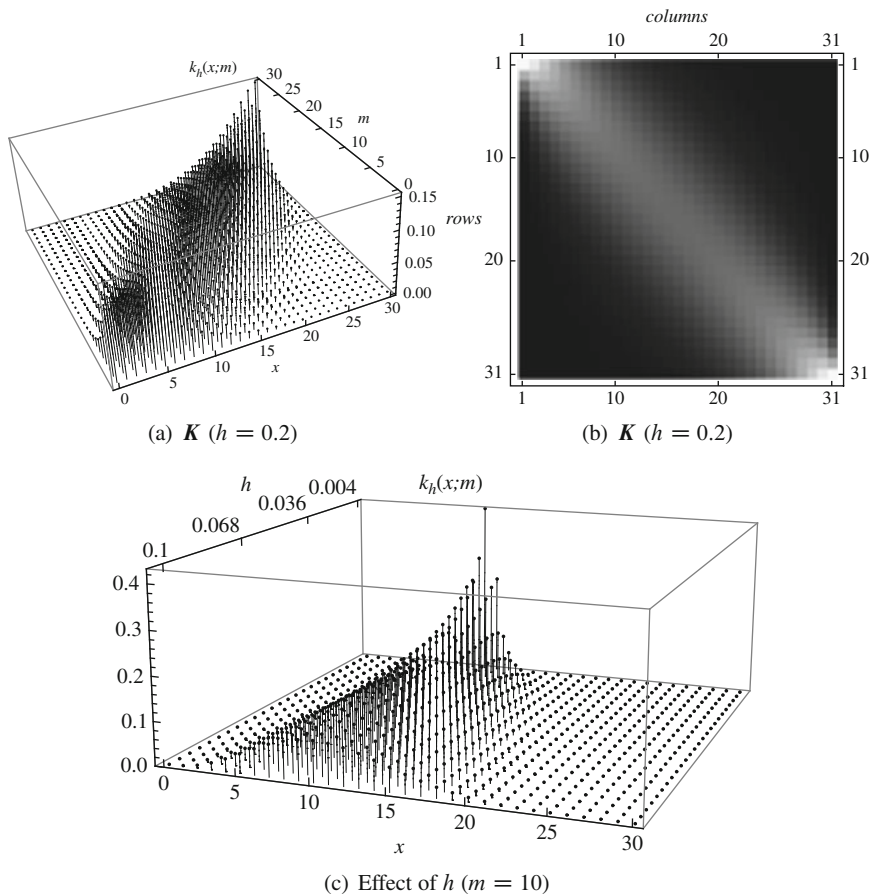 columns
1 10 20 31
k_h(x;m)
30
25
20
15
10
5
0
m
0.15
0.10
0.05
0.00
rows
0 5 10 15 20 25 30
x
1 1
10 10
20 20
31 31
1 10 20 31
(a) K (h = 0.2)
(b) K (h = 0.2)
h
k_h(x;m)
0.1 0.068 0.036 0.004
0.4
0.3
0.2
0.1
0.0
0 5 10 15 20 25 30
x
(c) Effect of h (m = 10)